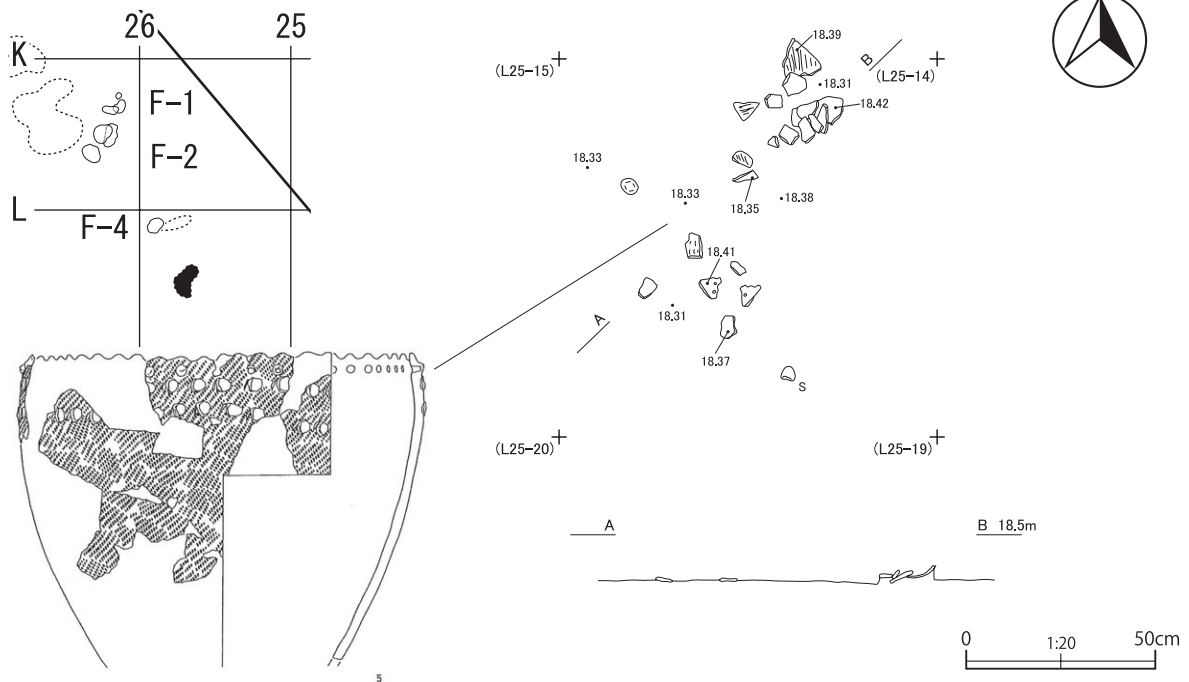 26 25
K
F-1
F-2
L
F-4
5
(L25-15)
18.39
B
(L25-14)
18.31
18.42
18.33
18.33
18.35
18.38
18.41
A
18.31
18.37
S
(L25-20)
(L25-19)
A
B 18.5m
0 1:20 50cm